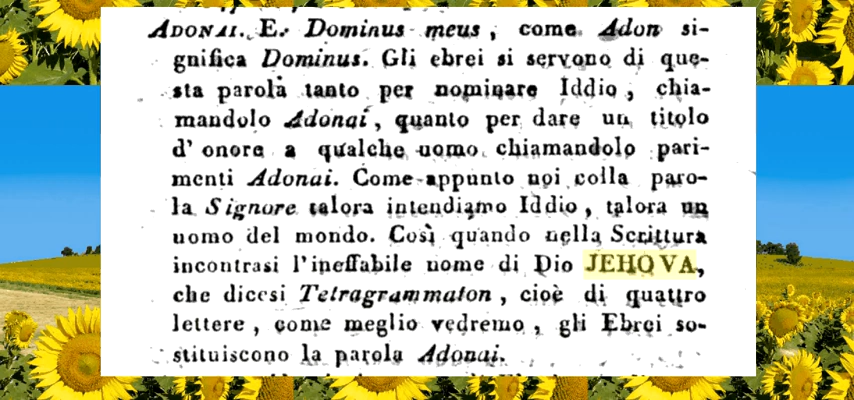 ADONAI. E. Dominus meus, come Adon si-
gnifica Dominus. Gli ebrei si servono di que-
sta parola tanto per nominare Iddio, chia-
mandolo Adonai, quanto per dare un titolo
d'onore a qualche uomo chiamandolo pari-
menti Adonai. Come appunto noi colla paro-
la Signore talora intendiamo Iddio, talora un
uomo del mondo. Così quando nella Scrittura
incontrasi l'ineffabile nome di Dio JEHOVA,
che dicesi Tetragrammaton, cioè di quattro
lettere, come meglio vedremo, gli Ebrei so-
stituiscono la parola Adonai.